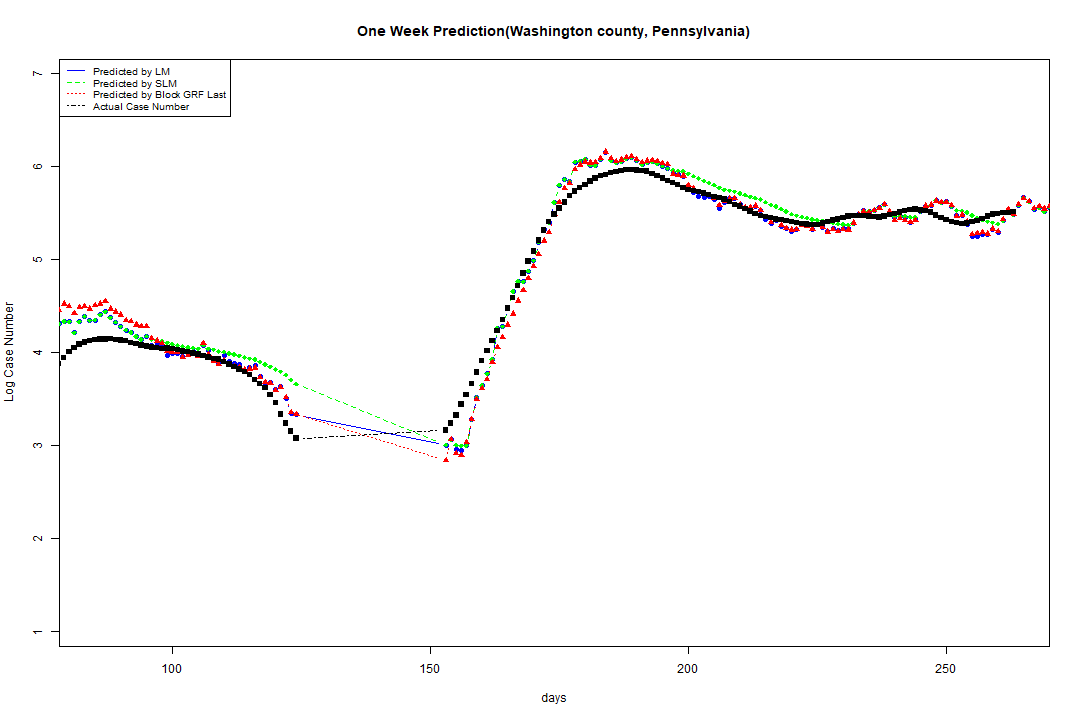 One Week Prediction(Washington county, Pennsylvania)
Predicted by LM
Predicted by SLM
Predicted by Block GRF Last
Actual Case Number
7
6
5
4
3
2
1
Log Case Number
100 150 200 250
days